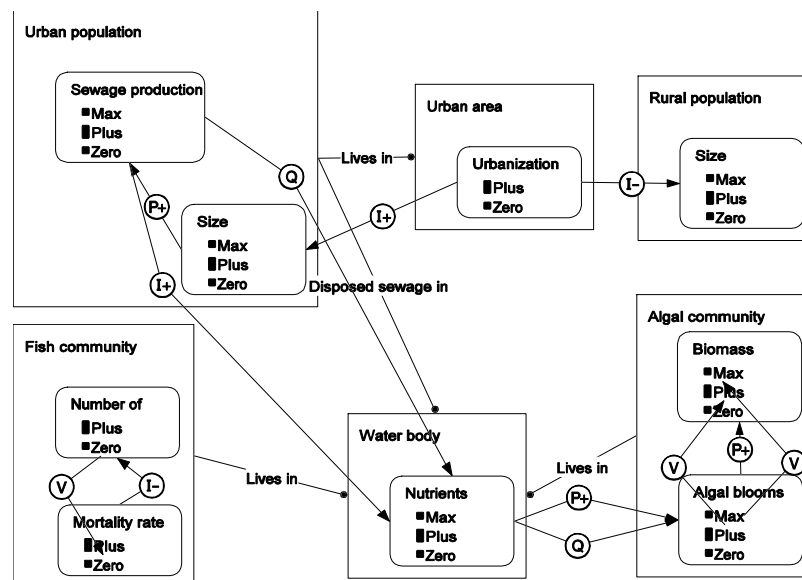 Urban population
Sewage production
Max
Plus
Zero
Q
P+
I+
Size
Max
Plus
Zero
Lives in
Disposed sewage in
I+
Urban area
Urbanization
Plus
Zero
I-
Rural population
Size
Max
Plus
Zero
Fish community
Number of
Plus
Zero
V
I-
Mortality rate
Plus
Zero
Lives in
Water body
Nutrients
Max
Plus
Zero
Lives in
P+
Q
Algal community
Biomass
Max
Plus
Zero
V
P+
V
Algal blooms
Max
Plus
Zero